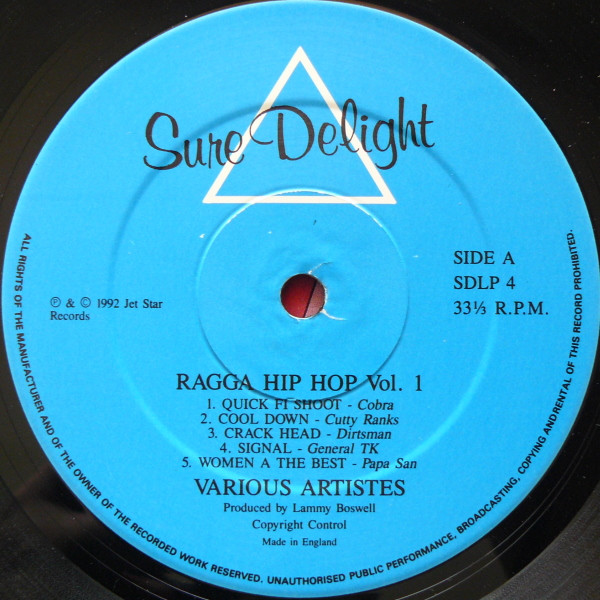 Sure Delight
SIDE A
SDLP 4
33⅓ R.P.M.
℗ & © 1992 Jet Star
Records
RAGGA HIP HOP Vol. 1
1. QUICK FI SHOOT - Cobra
2. COOL DOWN - Cutty Ranks
3. CRACK HEAD - Dirtsman
4. SIGNAL - General TK
5. WOMEN A THE BEST - Papa San
VARIOUS ARTISTES
Produced by Lammy Boswell
Copyright Control
Made in England
ALL RIGHTS OF THE MANUFACTURER AND OF THE OWNER OF THE RECORDED WORK RESERVED. UNAUTHORISED PUBLIC PERFORMANCE, BROADCASTING, COPYING ANDRENTAL OF THIS RECORD PROHIBITED.